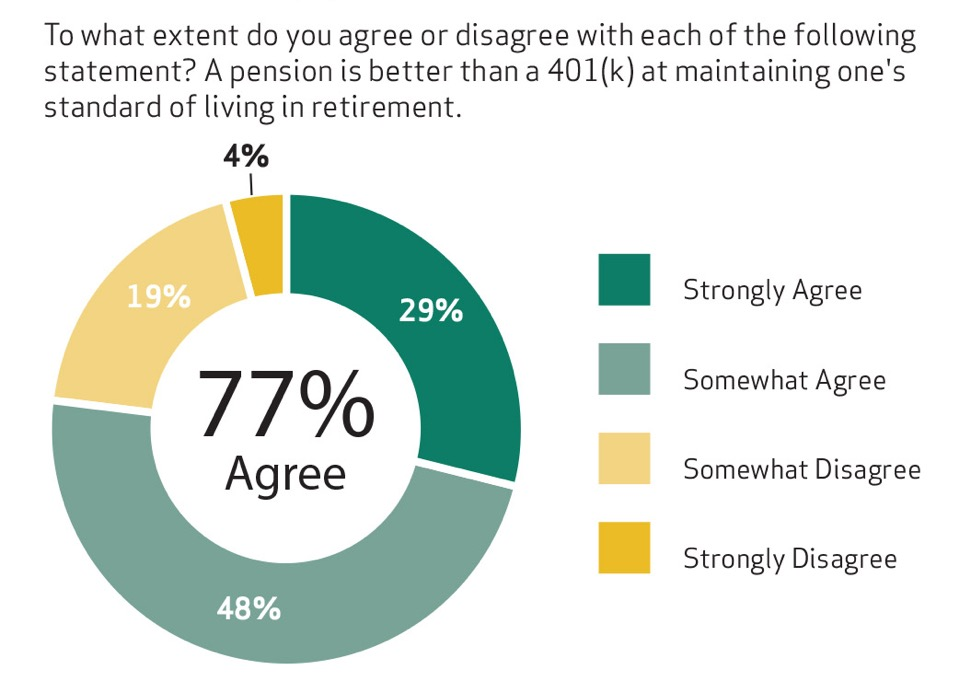 To what extent do you agree or disagree with each of the following
statement? A pension is better than a 401(k) at maintaining one's
standard of living in retirement.
4%
19%
29%
77%
Agree
48%
Strongly Agree
Somewhat Agree
Somewhat Disagree
Strongly Disagree